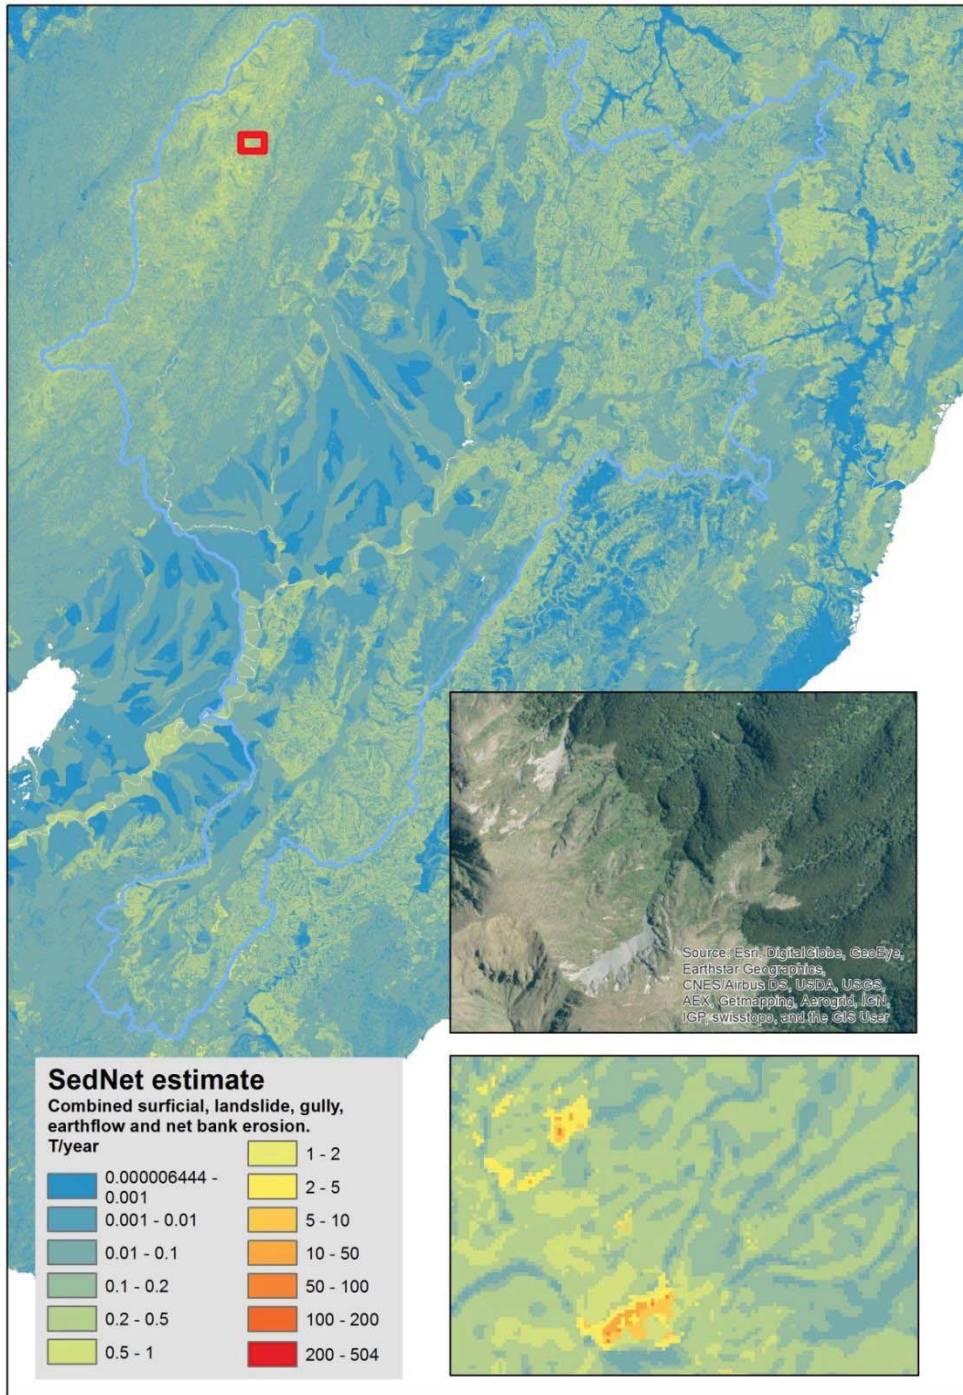 Source: Esri, DigitalGlobe, GeoEye,
Earthstar Geographics,
CNES/Airbus DS, USDA, USGS,
AEX, Getmapping, Aerogrid, IGN,
IGP, swisstopo, and the GIS User
SedNet estimate
Combined surficial, landslide, gully,
earthflow and net bank erosion.
T/year
0.000006444 -
0.001
0.001 - 0.01
0.01 - 0.1
0.1 - 0.2
0.2 - 0.5
0.5 - 1
1 - 2
2 - 5
5 - 10
10 - 50
50 - 100
100 - 200
200 - 504